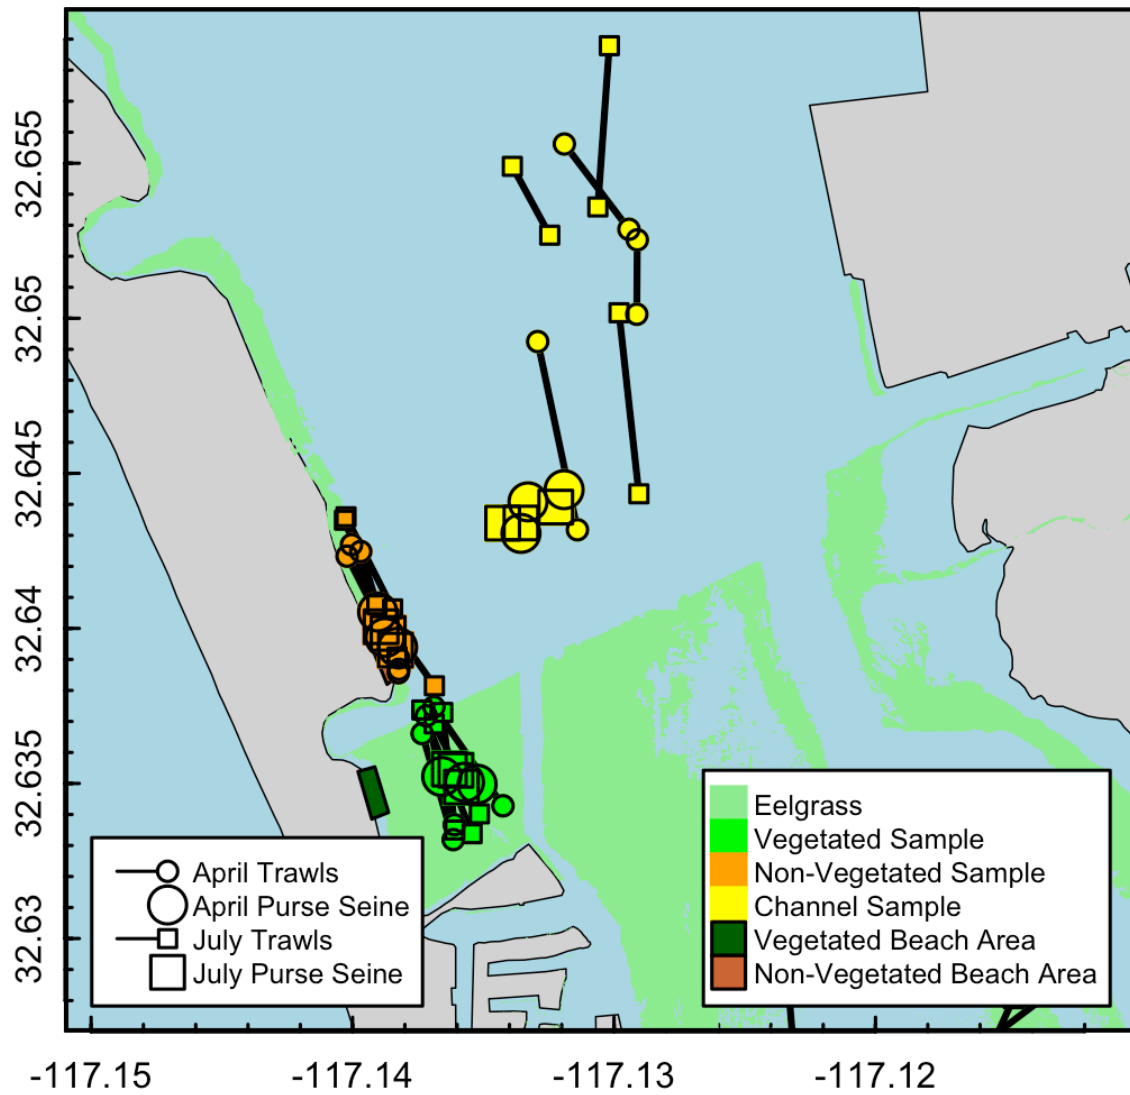 32.655
32.65
32.645
32.64
32.635
32.63
Eelgrass
Vegetated Sample
Non-Vegetated Sample
Channel Sample
Vegetated Beach Area
Non-Vegetated Beach Area
April Trawls
April Purse Seine
July Trawls
July Purse Seine
-117.15
-117.14
-117.13
-117.12